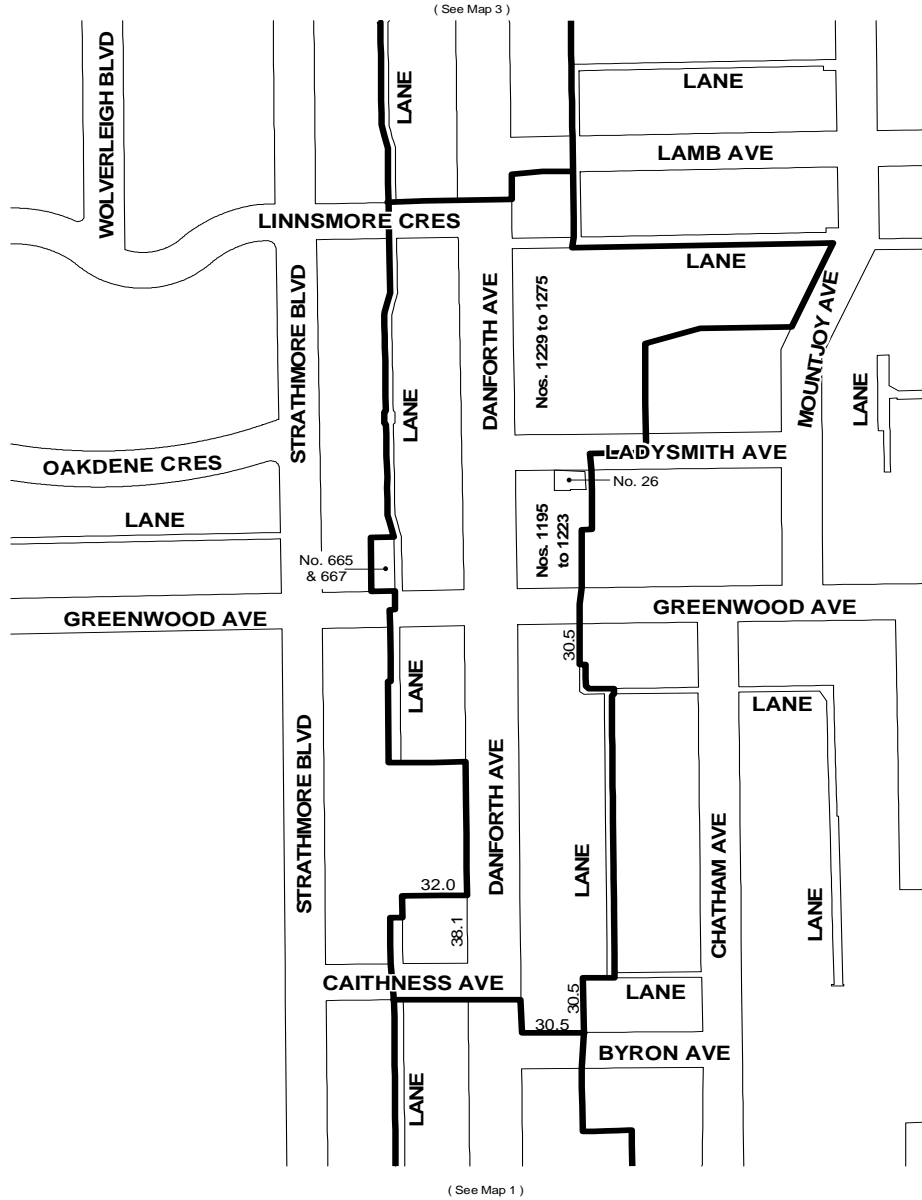 ( See Map 3 )
WOLVERLEIGH BLVD
LANE
LANE
LAMB AVE
LINNSMORE CRES
LANE
STRATHMORE BLVD
DANFORTH AVE
Nos. 1229 to 1275
MOUNTJOY AVE
LANE
LANE
OAKDENE CRES
LADYSMITH AVE
No. 26
LANE
Nos. 1195
to 1223
No. 665
& 667
GREENWOOD AVE
GREENWOOD AVE
30.5
LANE
LANE
STRATHMORE BLVD
DANFORTH AVE
LANE
CHATHAM AVE
LANE
32.0
38.1
CAITHNESS AVE
30.5
LANE
30.5
BYRON AVE
LANE
( See Map 1 )